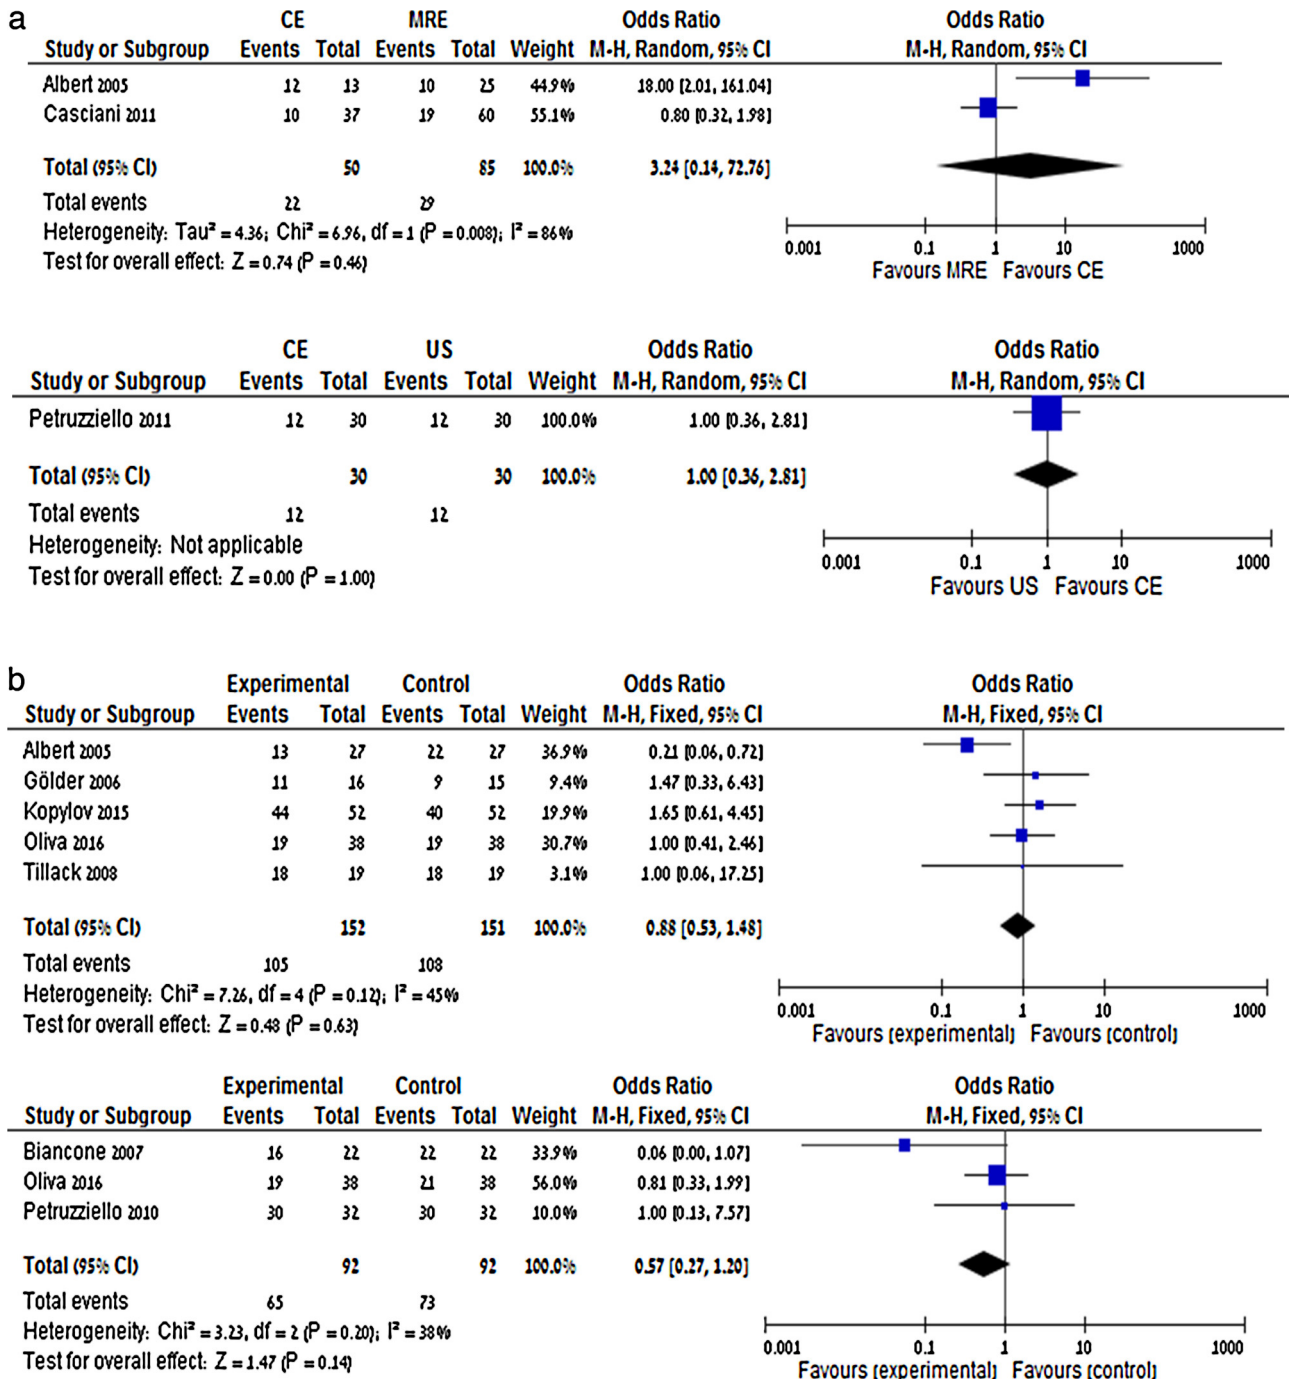 a
CE MRE Odds Ratio Odds Ratio
Study or Subgroup Events Total Events Total Weight M-H, Random, 95% CI M-H, Random, 95% CI
Albert 2005 12 13 10 25 44.9% 18.00 [2.01, 161.04]
Casciani 2011 10 37 19 60 55.1% 0.80 [0.32, 1.98]
Total (95% CI) 50 85 100.0% 3.24 [0.14, 72.76]
Total events 22 29
Heterogeneity: Tau² = 4.36; Chi² = 6.96, df = 1 (P = 0.008); I² = 86%
Test for overall effect: Z = 0.74 (P = 0.46)
0.001 0.1 1 10 1000
Favours MRE Favours CE
CE US Odds Ratio Odds Ratio
Study or Subgroup Events Total Events Total Weight M-H, Random, 95% CI M-H, Random, 95% CI
Petruzziello 2011 12 30 12 30 100.0% 1.00 [0.36, 2.81]
Total (95% CI) 30 30 100.0% 1.00 [0.36, 2.81]
Total events 12 12
Heterogeneity: Not applicable
Test for overall effect: Z = 0.00 (P = 1.00)
0.001 0.1 1 10 1000
Favours US Favours CE
b
Experimental Control Odds Ratio Odds Ratio
Study or Subgroup Events Total Events Total Weight M-H, Fixed, 95% CI M-H, Fixed, 95% CI
Albert 2005 13 27 22 27 36.9% 0.21 [0.06, 0.72]
Gölder 2006 11 16 9 15 9.4% 1.47 [0.33, 6.43]
Kopylov 2015 44 52 40 52 19.9% 1.65 [0.61, 4.45]
Oliva 2016 19 38 19 38 30.7% 1.00 [0.41, 2.46]
Tillack 2008 18 19 18 19 3.1% 1.00 [0.06, 17.25]
Total (95% CI) 152 151 100.0% 0.88 [0.53, 1.48]
Total events 105 108
Heterogeneity: Chi² = 7.26, df = 4 (P = 0.12); I² = 45%
Test for overall effect: Z = 0.48 (P = 0.63)
0.001 0.1 1 10 1000
Favours [experimental] Favours [control]
Experimental Control Odds Ratio Odds Ratio
Study or Subgroup Events Total Events Total Weight M-H, Fixed, 95% CI M-H, Fixed, 95% CI
Biancone 2007 16 22 22 22 33.9% 0.06 [0.00, 1.07]
Oliva 2016 19 38 21 38 56.0% 0.81 [0.33, 1.99]
Petruzziello 2010 30 32 30 32 10.0% 1.00 [0.13, 7.57]
Total (95% CI) 92 92 100.0% 0.57 [0.27, 1.20]
Total events 65 73
Heterogeneity: Chi² = 3.23, df = 2 (P = 0.20); I² = 38%
Test for overall effect: Z = 1.47 (P = 0.14)
0.001 0.1 1 10 1000
Favours [experimental] Favours [control]